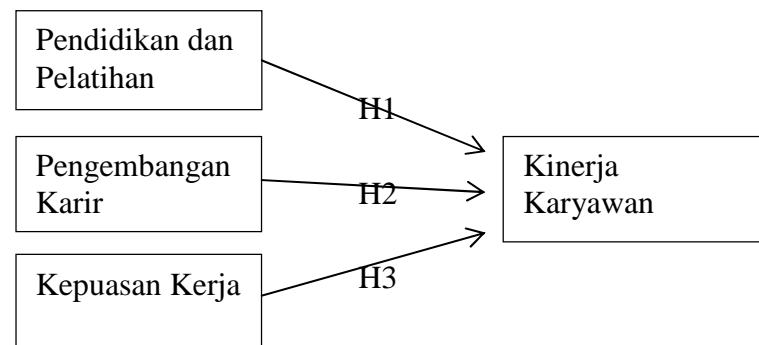 Pendidikan dan
Pelatihan
H1
Pengembangan
Karir
H2
Kinerja
Karyawan
Kepuasan Kerja
H3